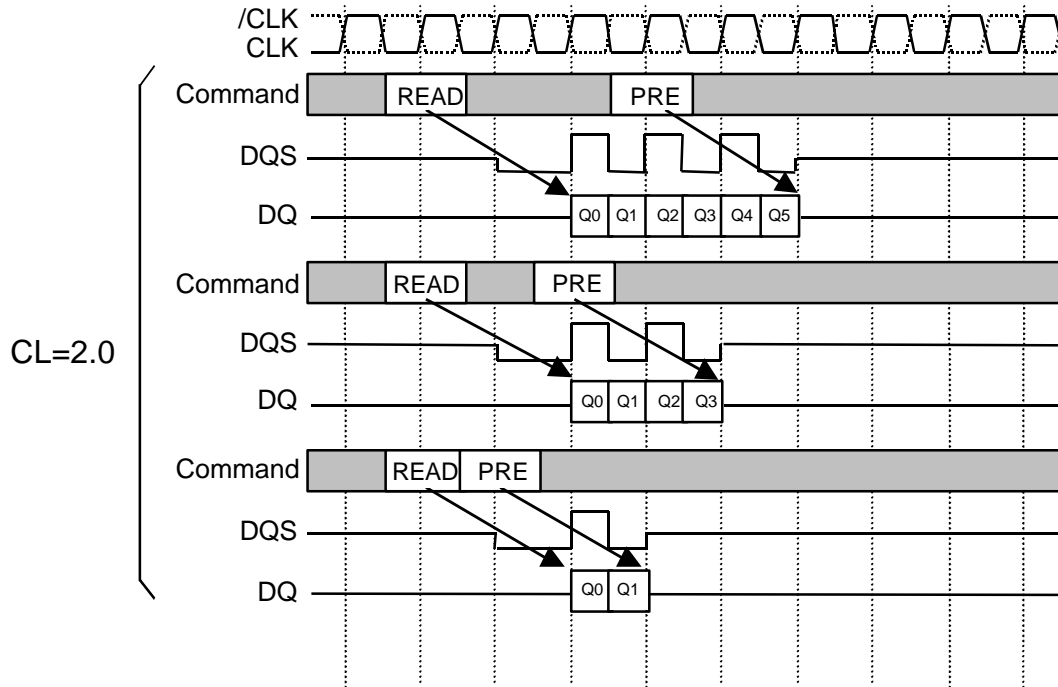 /CLK
CLK
Command READ PRE
DQS
DQ Q0 Q1 Q2 Q3 Q4 Q5
Command READ PRE
CL=2.0
DQS
DQ Q0 Q1 Q2 Q3
Command READ PRE
DQS
DQ Q0 Q1